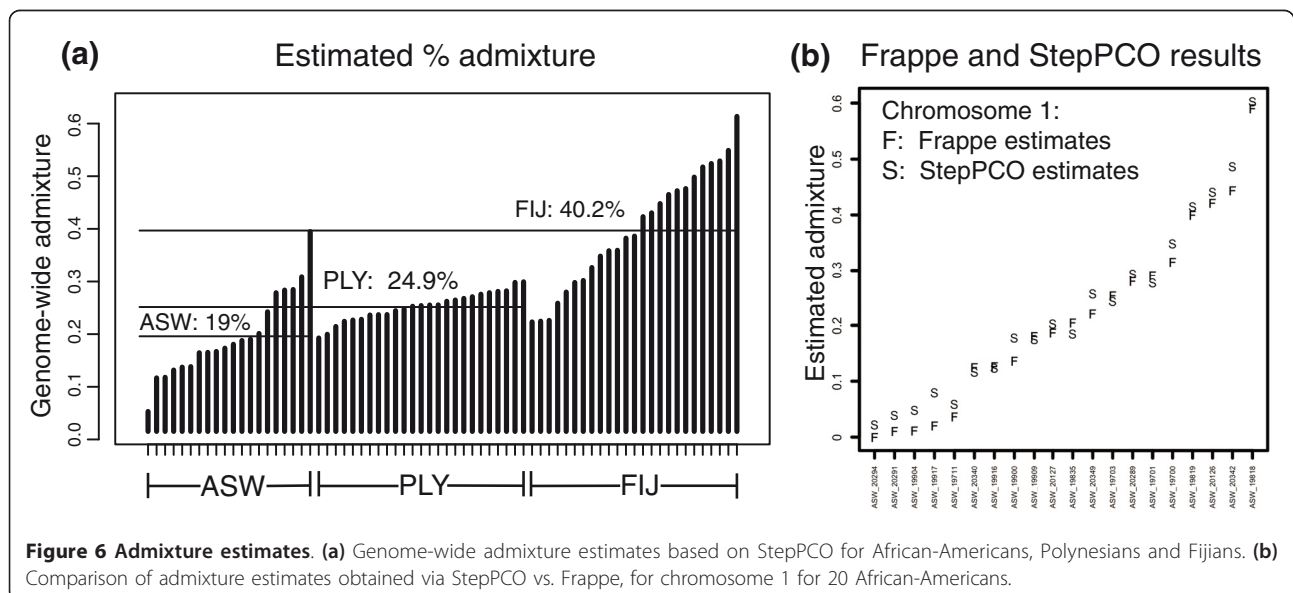 (a) Estimated % admixture
Genome-wide admixture
0.0 0.1 0.2 0.3 0.4 0.5 0.6
FIJ: 40.2%
PLY: 24.9%
ASW: 19%
ASW PLY FIJ
(b) Frappe and StepPCO results
Estimated admixture
0 0.1 0.2 0.3 0.4 0.5 0.6
Chromosome 1:
F: Frappe estimates
S: StepPCO estimates
S S S S S S S S S S S S S S S S S S S S
F F F F F F F F F F F F F F F F F F F F
ASW_20294
ASW_20291
ASW_19904
ASW_19917
ASW_19711
ASW_20340
ASW_19916
ASW_19900
ASW_19909
ASW_20127
ASW_19835
ASW_20349
ASW_19703
ASW_20289
ASW_19701
ASW_19700
ASW_19819
ASW_20126
ASW_20342
ASW_19818
Figure 6 Admixture estimates. (a) Genome-wide admixture estimates based on StepPCO for African-Americans, Polynesians and Fijians. (b)
Comparison of admixture estimates obtained via StepPCO vs. Frappe, for chromosome 1 for 20 African-Americans.